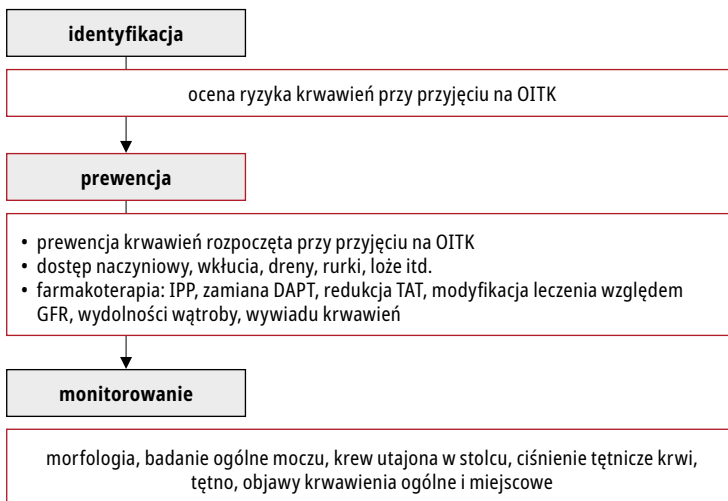 identyfikacja
ocena ryzyka krwawień przy przyjęciu na OITK
prewencja
• prewencja krwawień rozpoczęta przy przyjęciu na OITK
• dostęp naczyniowy, wkłucia, dreny, rurki, loże itd.
• farmakoterapia: IPP, zamiana DAPT, redukcja TAT, modyfikacja leczenia względem
GFR, wydolności wątroby, wywiadu krwawień
monitorowanie
morfologia, badanie ogólne moczu, krew utajona w stolcu, ciśnienie tętnicze krwi,
tętno, objawy krwawienia ogólne i miejscowe